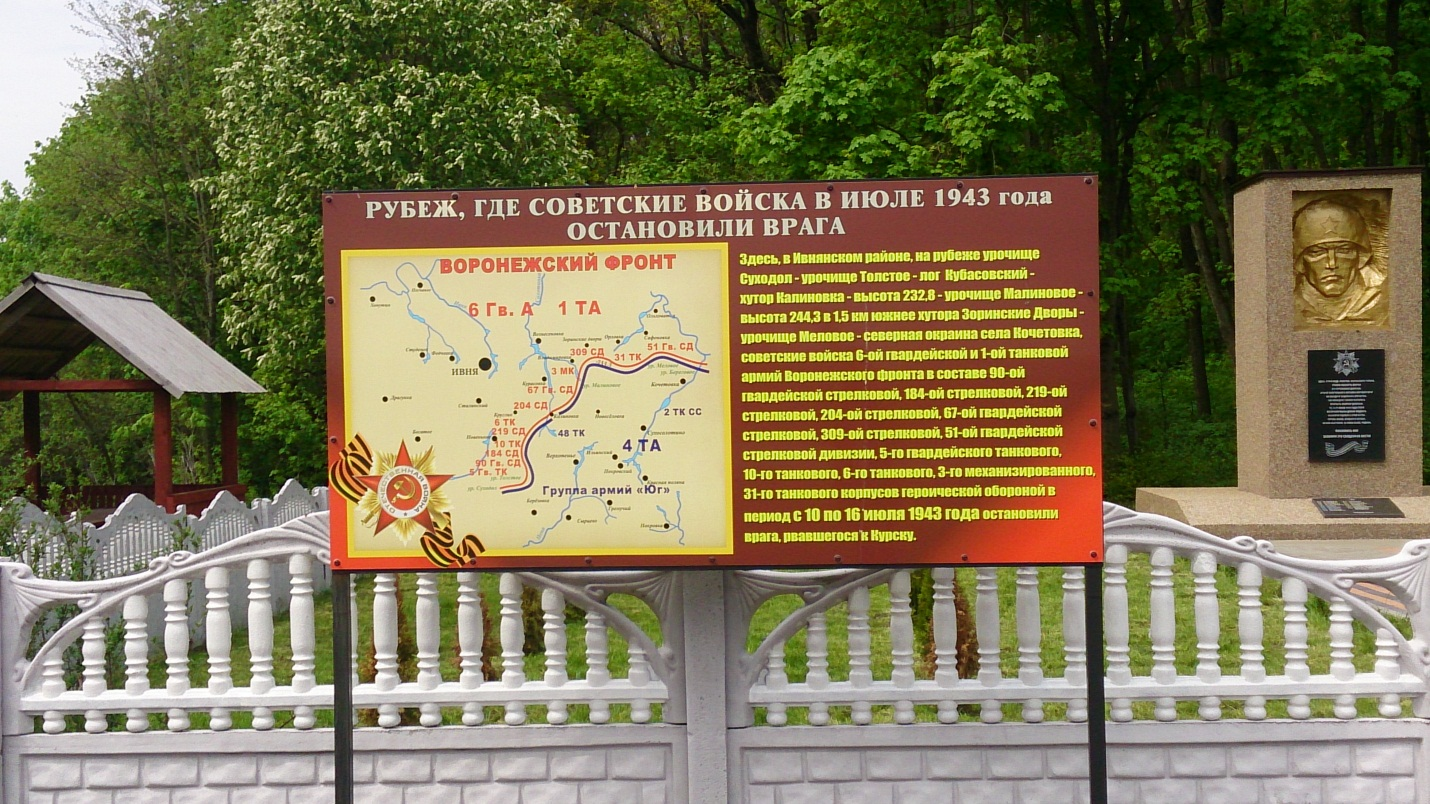 РУБЕЖ, ГДЕ СОВЕТСКИЕ ВОЙСКА В ИЮЛЕ 1943 года
ОСТАНОВИЛИ ВРАГА
ВОРОНЕЖСКИЙ ФРОНТ
6 Гв. А 1 ТА
51 Гв. СД
309 СД
31 ТК
3 МК
67 Гв. СД
ИВНЯ
204 СД
6 ТК
219 СД
10 ТК
184 СД
90 Гв. СД
5 Гв. ТК
48 ТК
2 ТК СС
4 ТА
Группа армий «Юг»
Кочетовка
ОТЕЧЕСТВЕННАЯ ВОЙНА
Здесь, в Ивнянском районе, на рубеже урочище
Суходол - урочище Толстое - лог Кубасовский -
хутор Калиновка - высота 232,8 - урочище Малиновое -
высота 244,3 в 1,5 км южнее хутора Зоринские Дворы -
урочище Меловое - северная окраина села Кочетовка,
советские войска 6-ой гвардейской и 1-ой танковой
армий Воронежского фронта в составе 90-ой
гвардейской стрелковой, 184-ой стрелковой, 219-ой
стрелковой, 204-ой стрелковой, 67-ой гвардейской
стрелковой, 309-ой стрелковой, 51-ой гвардейской
стрелковой дивизии, 5-го гвардейского танкового,
10-го танкового, 6-го танкового, 3-го механизированного,
31-го танкового корпусов героической обороной в
период с 10 по 16 июля 1943 года остановили
врага, рвавшегося к Курску.